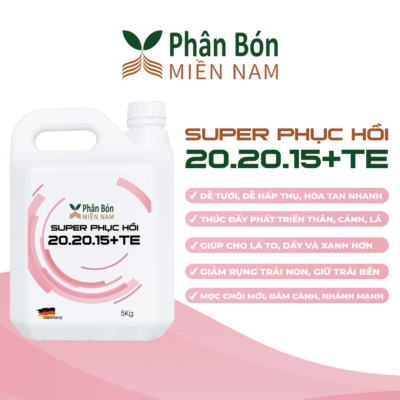 Phân Bón
MIỀN NAM
SUPER PHỤC HỒI
20.20.15+TE
DỄ TƯỚI, DỄ HẤP THỤ, HÒA TAN NHANH
THÚC ĐẨY PHÁT TRIỂN THÂN, CÀNH, LÁ
GIÚP CHO LÁ TO, DẦY VÀ XANH HƠN
GIẢM RỤNG TRÁI NON, GIỮ TRÁI BỀN
MỌC CHỒI MỚI, ĐÂM CÀNH, NHÁNH MẠNH
Phân Bón
MIỀN NAM
SUPER PHỤC HỒI
20.20.15+TE
Germany
5Kg